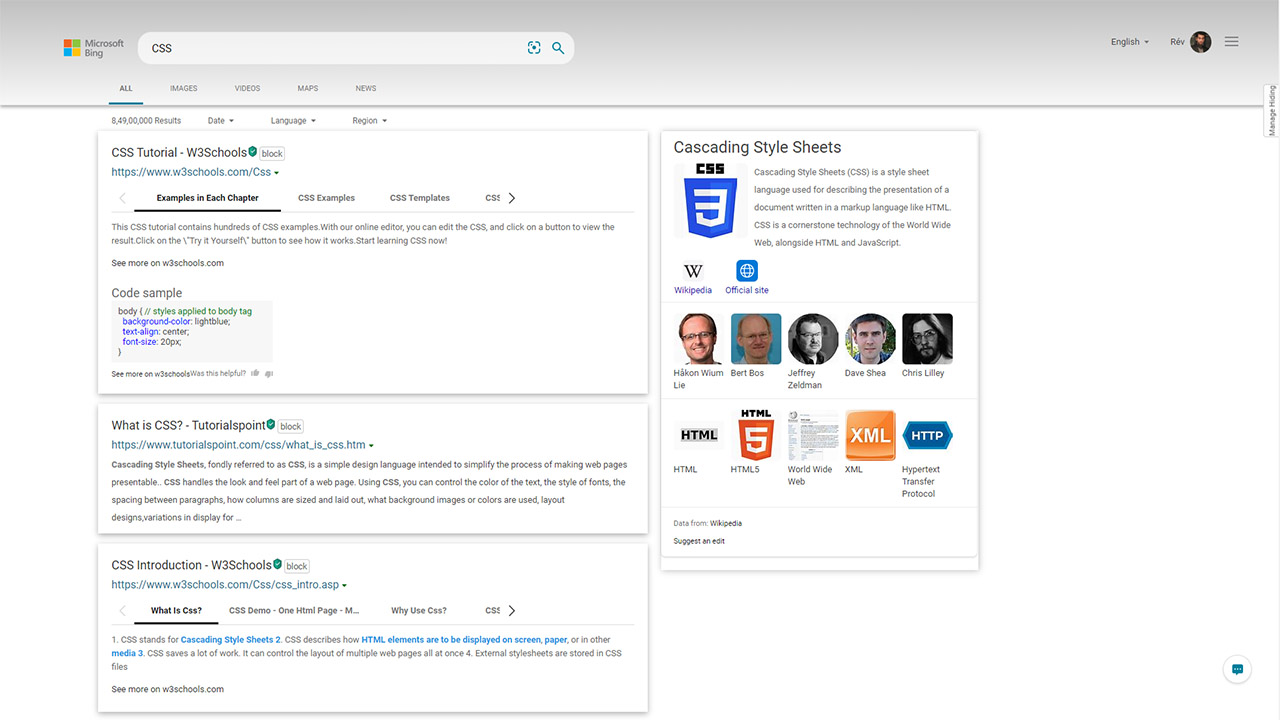 Microsoft
Bing
CSS
English
Rév
ALL
IMAGES
VIDEOS
MAPS
NEWS
Manage Hiding
8,49,00,000 Results
Date
Language
Region
CSS Tutorial - W3Schools
block
https://www.w3schools.com/Css
Examples in Each Chapter
CSS Examples
CSS Templates
CSS
This CSS tutorial contains hundreds of CSS examples.With our online editor, you can edit the CSS, and click on a button to view the
result.Click on the \"Try it Yourself\" button to see how it works.Start learning CSS now!
See more on w3schools.com
Code sample
body { // styles applied to body tag
background-color: lightblue;
text-align: center;
font-size: 20px;
}
See more on w3schools
Was this helpful?
What is CSS? - Tutorialspoint
block
https://www.tutorialspoint.com/css/what_is_css.htm
Cascading Style Sheets, fondly referred to as CSS, is a simple design language intended to simplify the process of making web pages
presentable.. CSS handles the look and feel part of a web page. Using CSS, you can control the color of the text, the style of fonts, the
spacing between paragraphs, how columns are sized and laid out, what background images or colors are used, layout
designs,variations in display for ...
CSS Introduction - W3Schools
block
https://www.w3schools.com/Css/css_intro.asp
What Is Css?
CSS Demo - One Html Page - M...
Why Use Css?
CSS
1. CSS stands for Cascading Style Sheets 2. CSS describes how HTML elements are to be displayed on screen, paper, or in other
media 3. CSS saves a lot of work. It can control the layout of multiple web pages all at once 4. External stylesheets are stored in CSS
files
See more on w3schools.com
Cascading Style Sheets
CSS
3
Cascading Style Sheets (CSS) is a style sheet
language used for describing the presentation of a
document written in a markup language like HTML.
CSS is a cornerstone technology of the World Wide
Web, alongside HTML and JavaScript.
W
Wikipedia
Official site
Håkon Wium
Lie
Bert Bos
Jeffrey
Zeldman
Dave Shea
Chris Lilley
HTML
HTML
5
XML
HTTP
HTML
HTML5
World Wide
Web
XML
Hypertext
Transfer
Protocol
Data from: Wikipedia
Suggest an edit